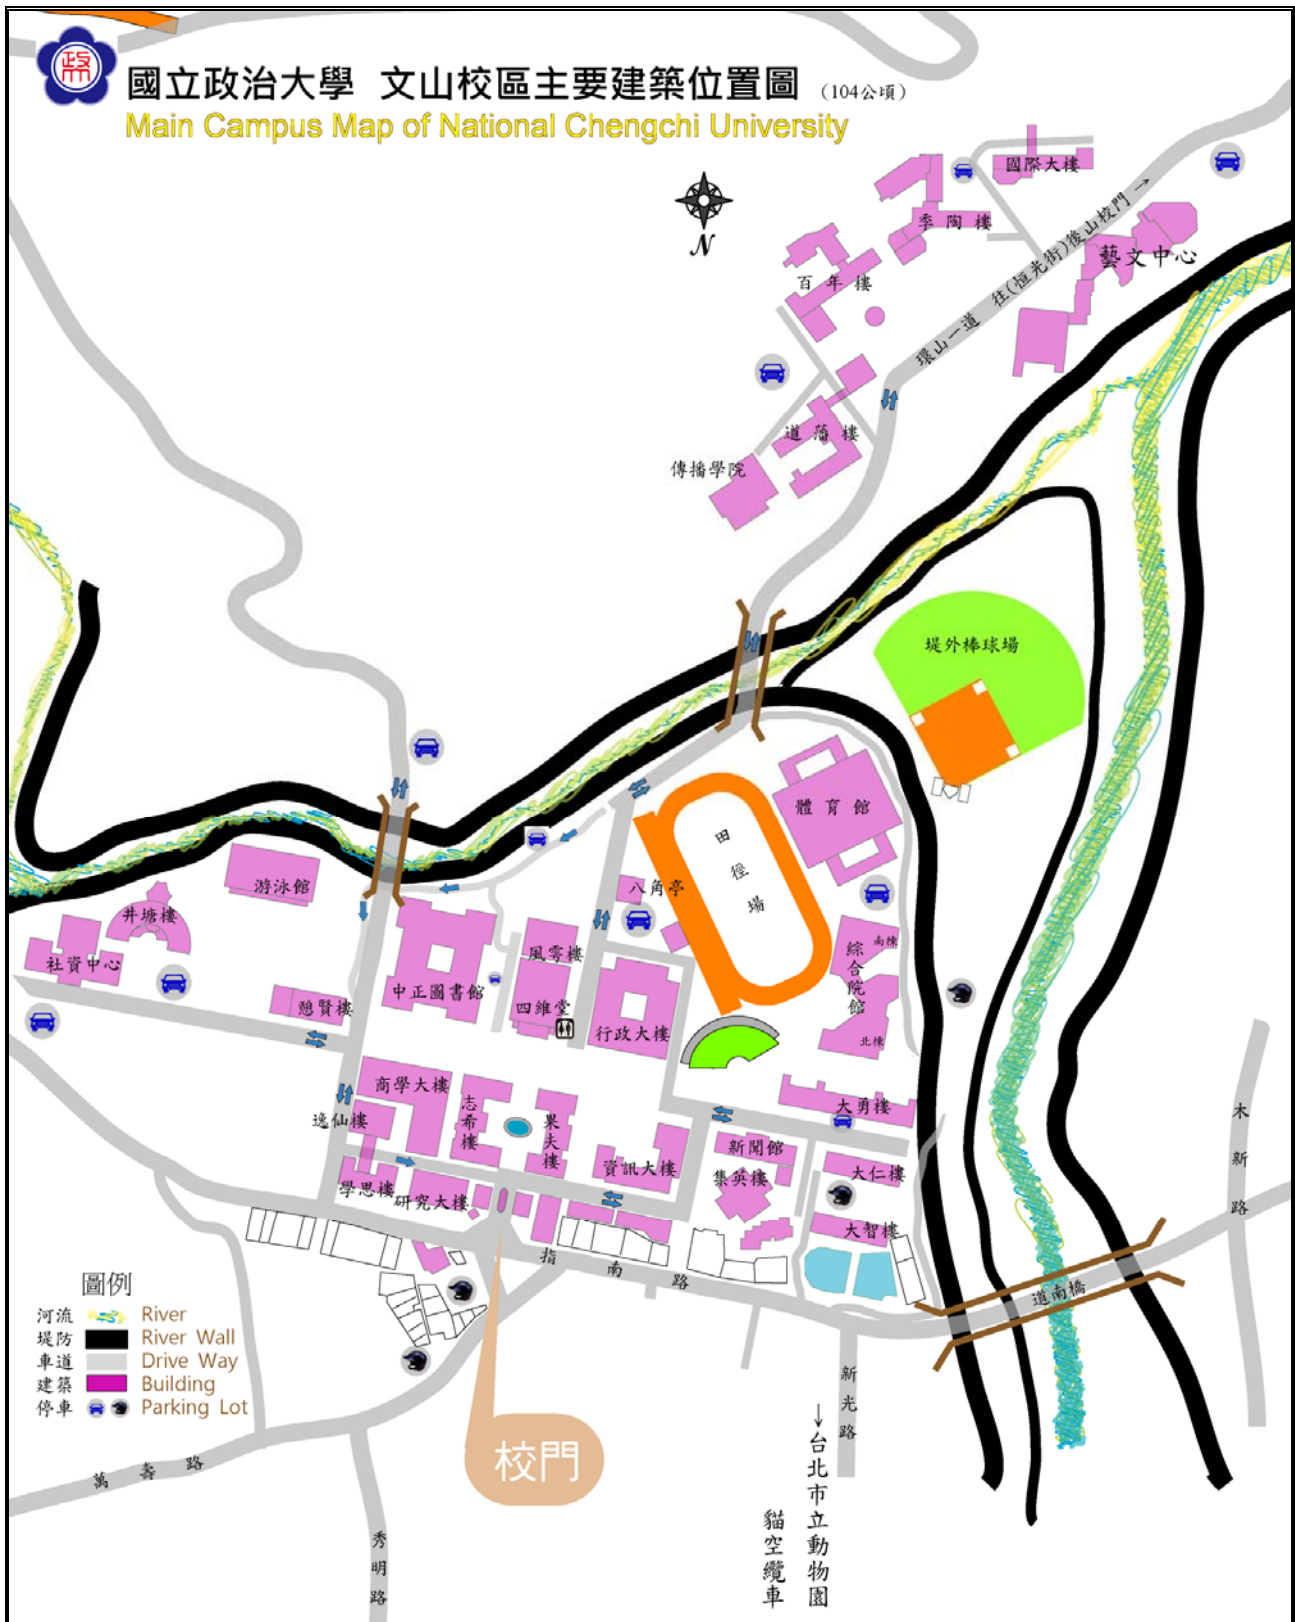 國立政治大學 文山校區主要建築位置圖 (104公頃)
Main Campus Map of National Chengchi University
N
國際大樓
季陶樓
藝文中心
百年樓
環山一道 往(恒光街)後山校門→
道藩樓
傳播學院
堤外棒球場
體育館
田徑場
八角亭
游泳館
井塘樓
社資中心
憩賢樓
中正圖書館
風雩樓
四維堂
行政大樓
綜合院館
南棟
北棟
商學大樓
志希樓
果夫樓
逸仙樓
大勇樓
新聞館
資訊大樓
集英樓
大仁樓
學思樓
研究大樓
大智樓
指南路
木新路
道南橋
圖例
河流 River
堤防 River Wall
車道 Drive Way
建築 Building
停車 Parking Lot
校門
萬壽路
秀明路
新光路
→台北市立動物園
貓空纜車